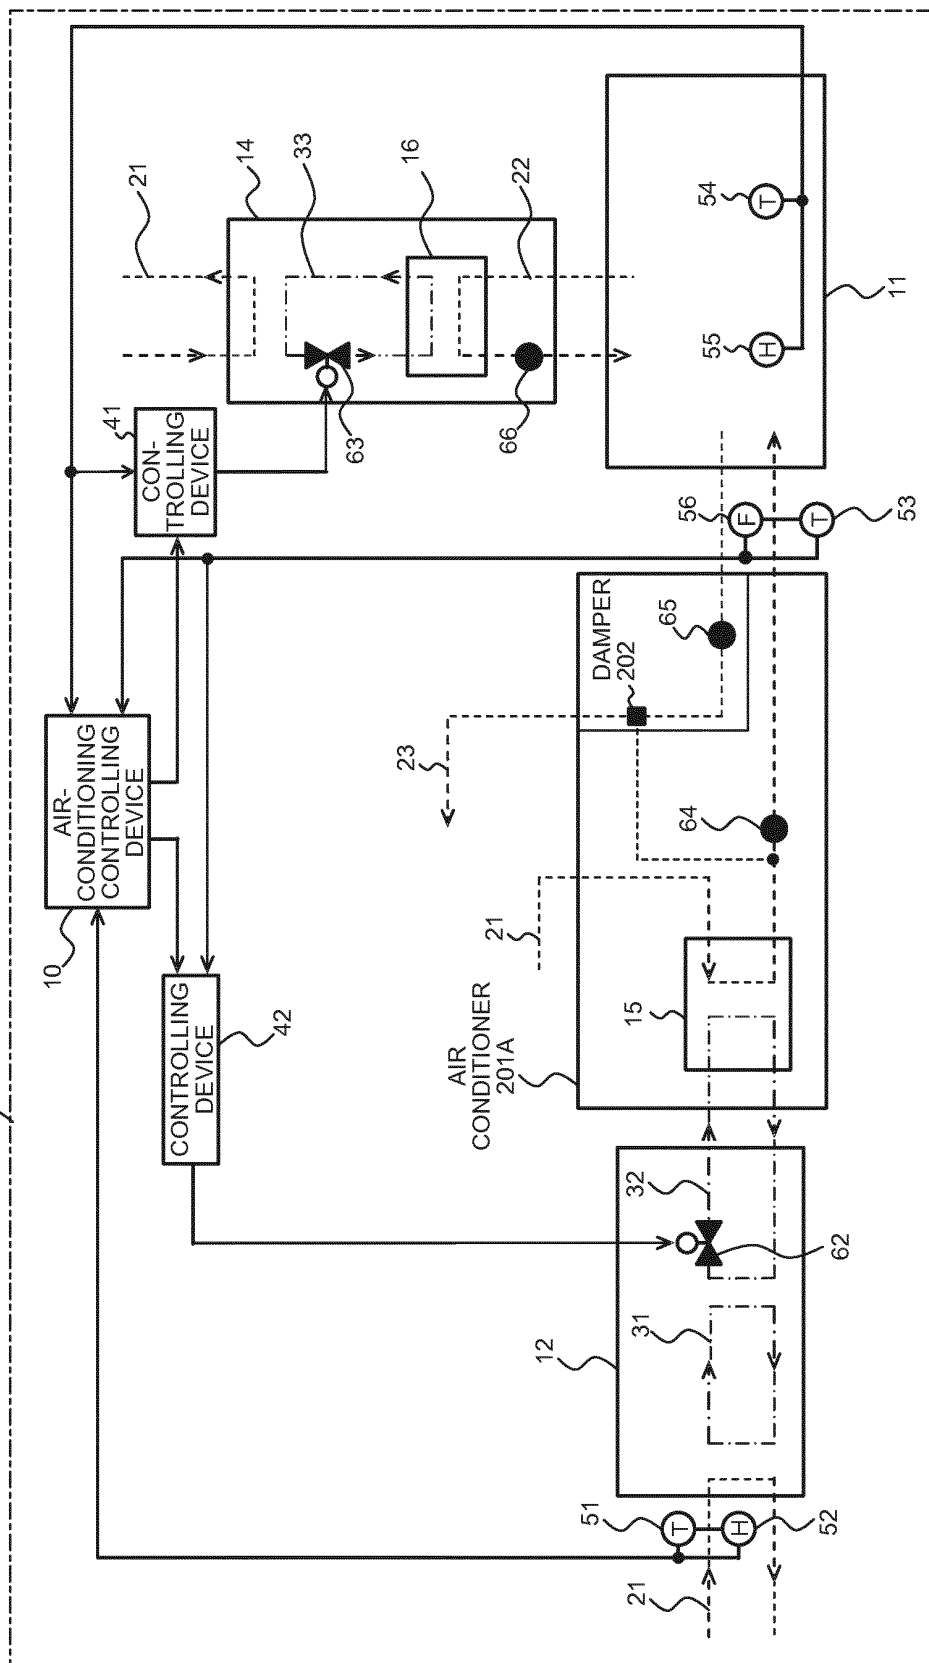 21
14
33
16
22
41
CON-
TROLLING
DEVICE
63
66
54
T
55
H
11
AIR-
CONDITIONING
CONTROLLING
DEVICE
10
56
F
53
T
DAMPER
202
65
23
64
21
15
CONTROLLING
DEVICE
42
AIR
CONDITIONER
201A
32
62
31
12
51
T
H
52
21